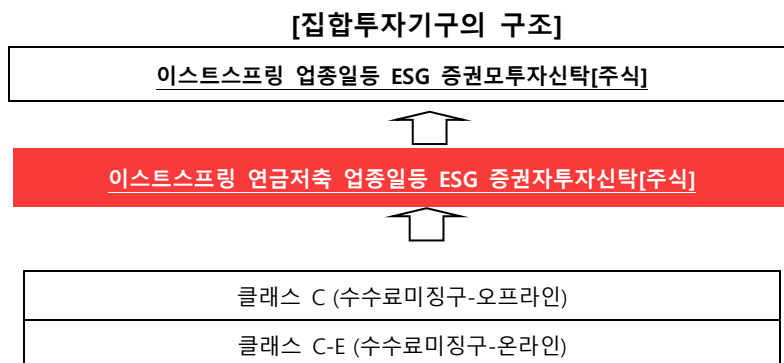 [집합투자기구의 구조]
이스트스프링 업종일등 ESG 증권모투자신탁[주식]
이스트스프링 연금저축 업종일등 ESG 증권자투자신탁[주식]
클래스 C (수수료미징구-오프라인)
클래스 C-E (수수료미징구-온라인)